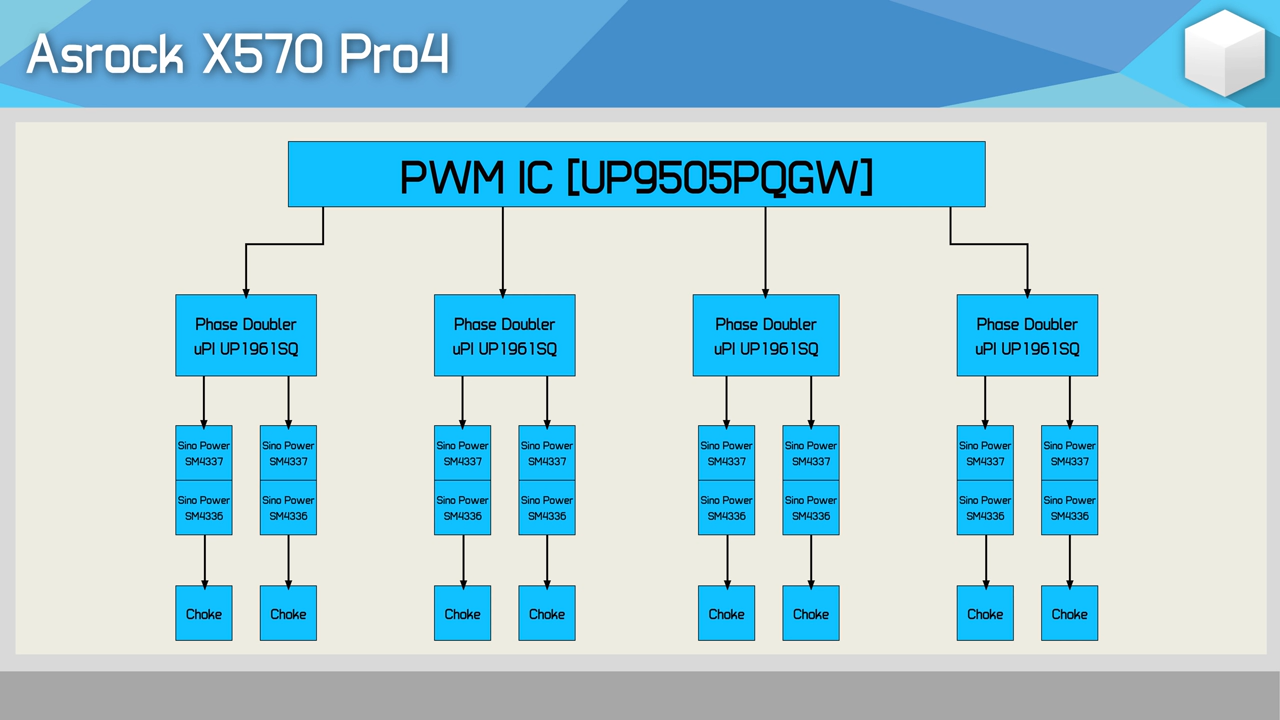 Asrock X570 Pro4
PWM IC [UP9505PQGW]
Phase Doubler
uPI UP1961SQ
Phase Doubler
uPI UP1961SQ
Phase Doubler
uPI UP1961SQ
Phase Doubler
uPI UP1961SQ
Sino Power
SM4337
Sino Power
SM4337
Sino Power
SM4337
Sino Power
SM4337
Sino Power
SM4337
Sino Power
SM4337
Sino Power
SM4337
Sino Power
SM4337
Sino Power
SM4336
Sino Power
SM4336
Sino Power
SM4336
Sino Power
SM4336
Sino Power
SM4336
Sino Power
SM4336
Sino Power
SM4336
Sino Power
SM4336
Choke
Choke
Choke
Choke
Choke
Choke
Choke
Choke